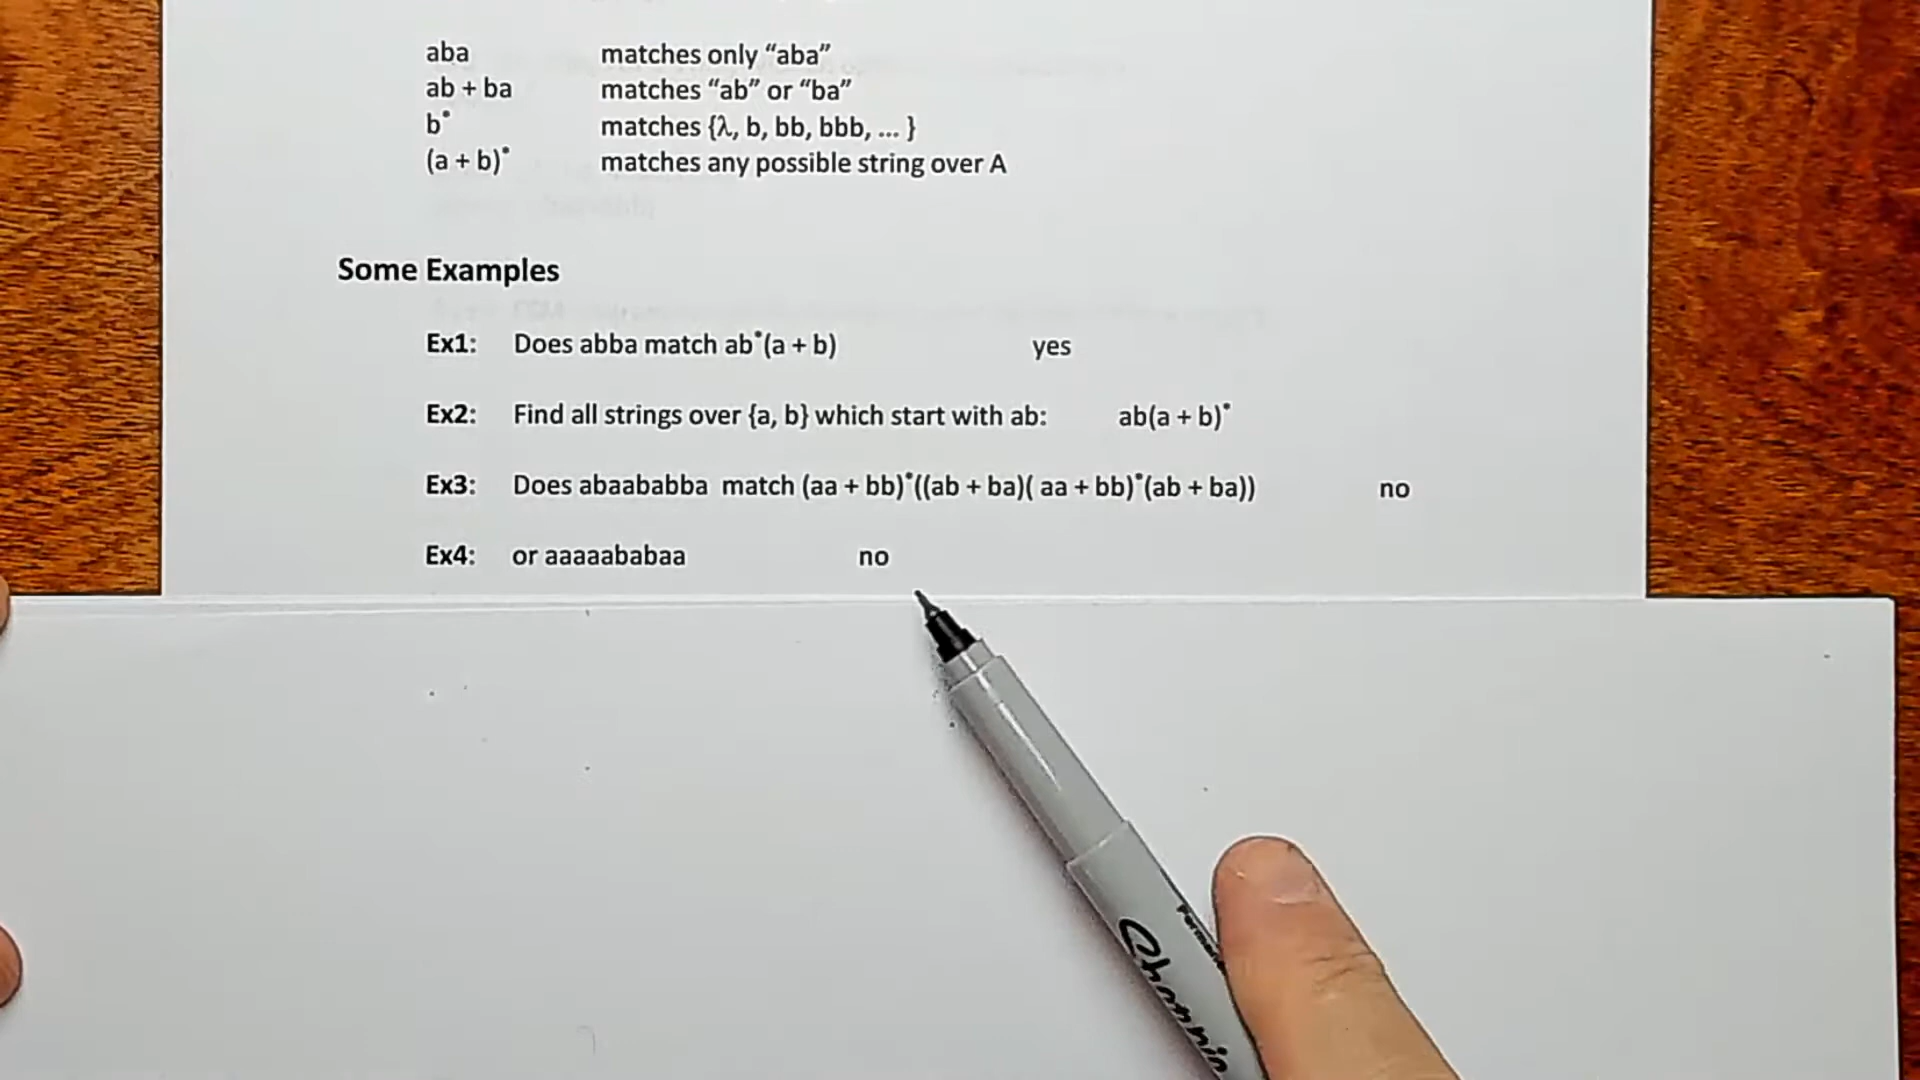 aba matches only “aba”
ab + ba matches “ab” or “ba”
b* matches {λ, b, bb, bbb, ... }
(a + b)* matches any possible string over A
Some Examples
Ex1: Does abba match ab*(a + b) yes
Ex2: Find all strings over {a, b} which start with ab: ab(a + b)*
Ex3: Does abaababba match (aa + bb)*((ab + ba)( aa + bb)*(ab + ba)) no
Ex4: or aaaaababaa no